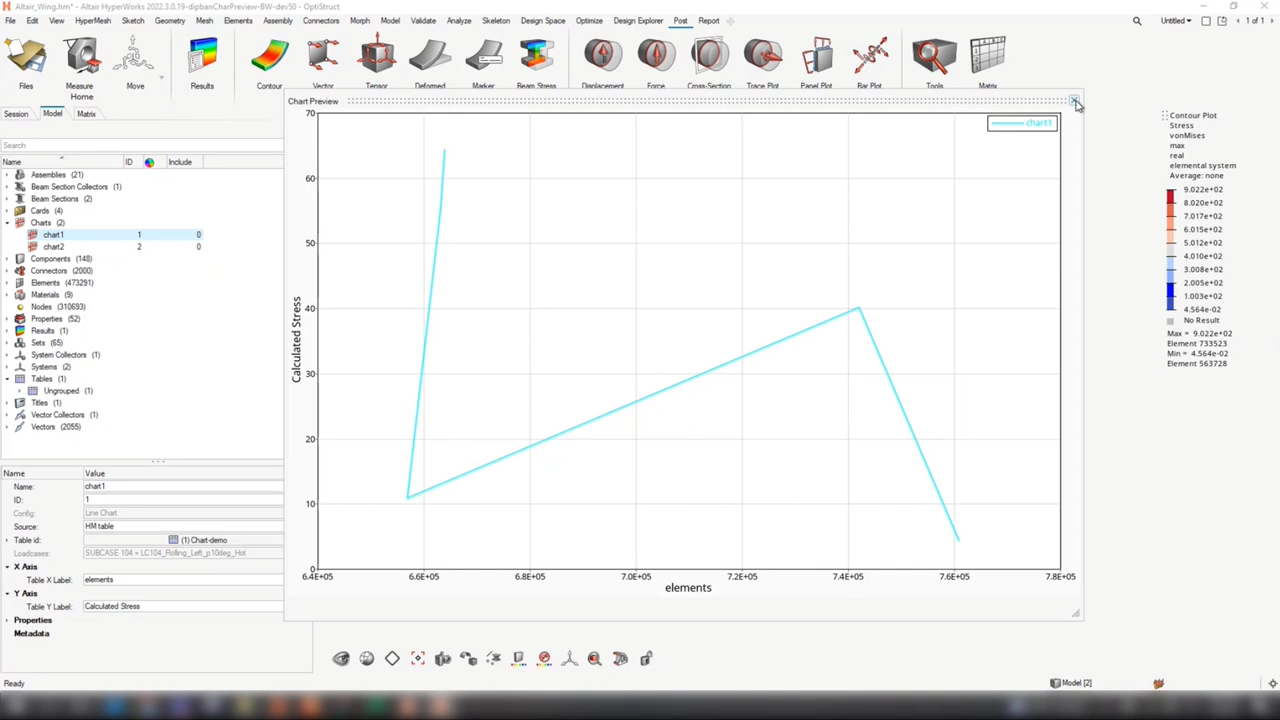 Altair_Wing.hm* - Altair HyperWorks 2022.3.0.19-dipbanCharPreview-BW-dev50 - OptiStruct
File Edit View HyperMesh Sketch Geometry Mesh Elements Assembly Connectors Morph Model Validate Analyze Skeleton Design Space Optimize Design Explorer Post Report Untitled 1 of 1
Files Measure Move Results Contour Vector Tensor Deformed Marker Beam Stress Displacement Force Cross-Section Trace Plot Panel Plot Bar Plot Tools Matrix
Home
Session Model Matrix
Search
Name ID Include
Assemblies (21)
Beam Section Collectors (1)
Beam Sections (2)
Cards (4)
Charts (2)
chart1 1 0
chart2 2 0
Components (148)
Connectors (2000)
Elements (473291)
Materials (9)
Nodes (310693)
Properties (52)
Results (1)
Sets (65)
System Collectors (1)
Systems (2)
Tables (1)
Ungrouped (1)
Titles (1)
Vector Collectors (1)
Vectors (2055)
Name Value
Name: chart1
ID: 1
Config: Line Chart
Source: HM table
Table id: (1) Chart-demo
Loadcases: SUBCASE 104 = LC104_Rolling_Left_p10deg_Hot
X Axis
Table X Label: elements
Y Axis
Table Y Label: Calculated Stress
Properties
Metadata
Chart Preview
chart1
70
60
50
40
30
20
10
0
Calculated Stress
6.4E+05 6.6E+05 6.8E+05 7.0E+05 7.2E+05 7.4E+05 7.6E+05 7.8E+05
elements
Contour Plot
Stress
vonMises
max
real
elemental system
Average: none
9.022e+02
8.020e+02
7.017e+02
6.015e+02
5.012e+02
4.010e+02
3.008e+02
2.005e+02
1.003e+02
4.564e-02
No Result
Max = 9.022e+02
Element 733523
Min = 4.564e-02
Element 563728
Ready
Model [2]